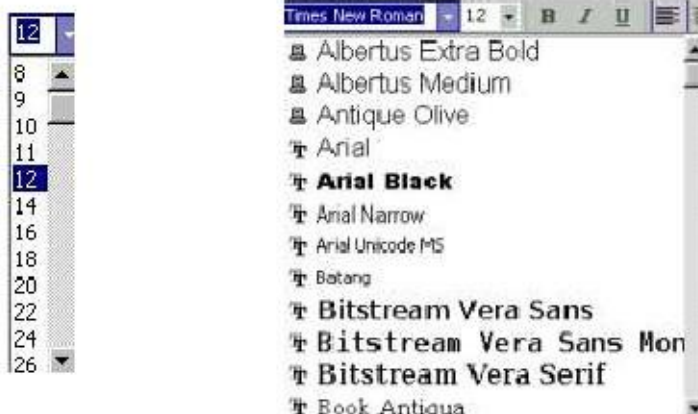 12
8
9
10
11
12
14
16
18
20
22
24
26
Times New Roman 12 B I U
Albertus Extra Bold
Albertus Medium
Antique Olive
Arial
Arial Black
Arial Narrow
Arial Unicode MS
Batang
Bitstream Vera Sans
Bitstream Vera Sans Mon
Bitstream Vera Serif
Book Antiqua